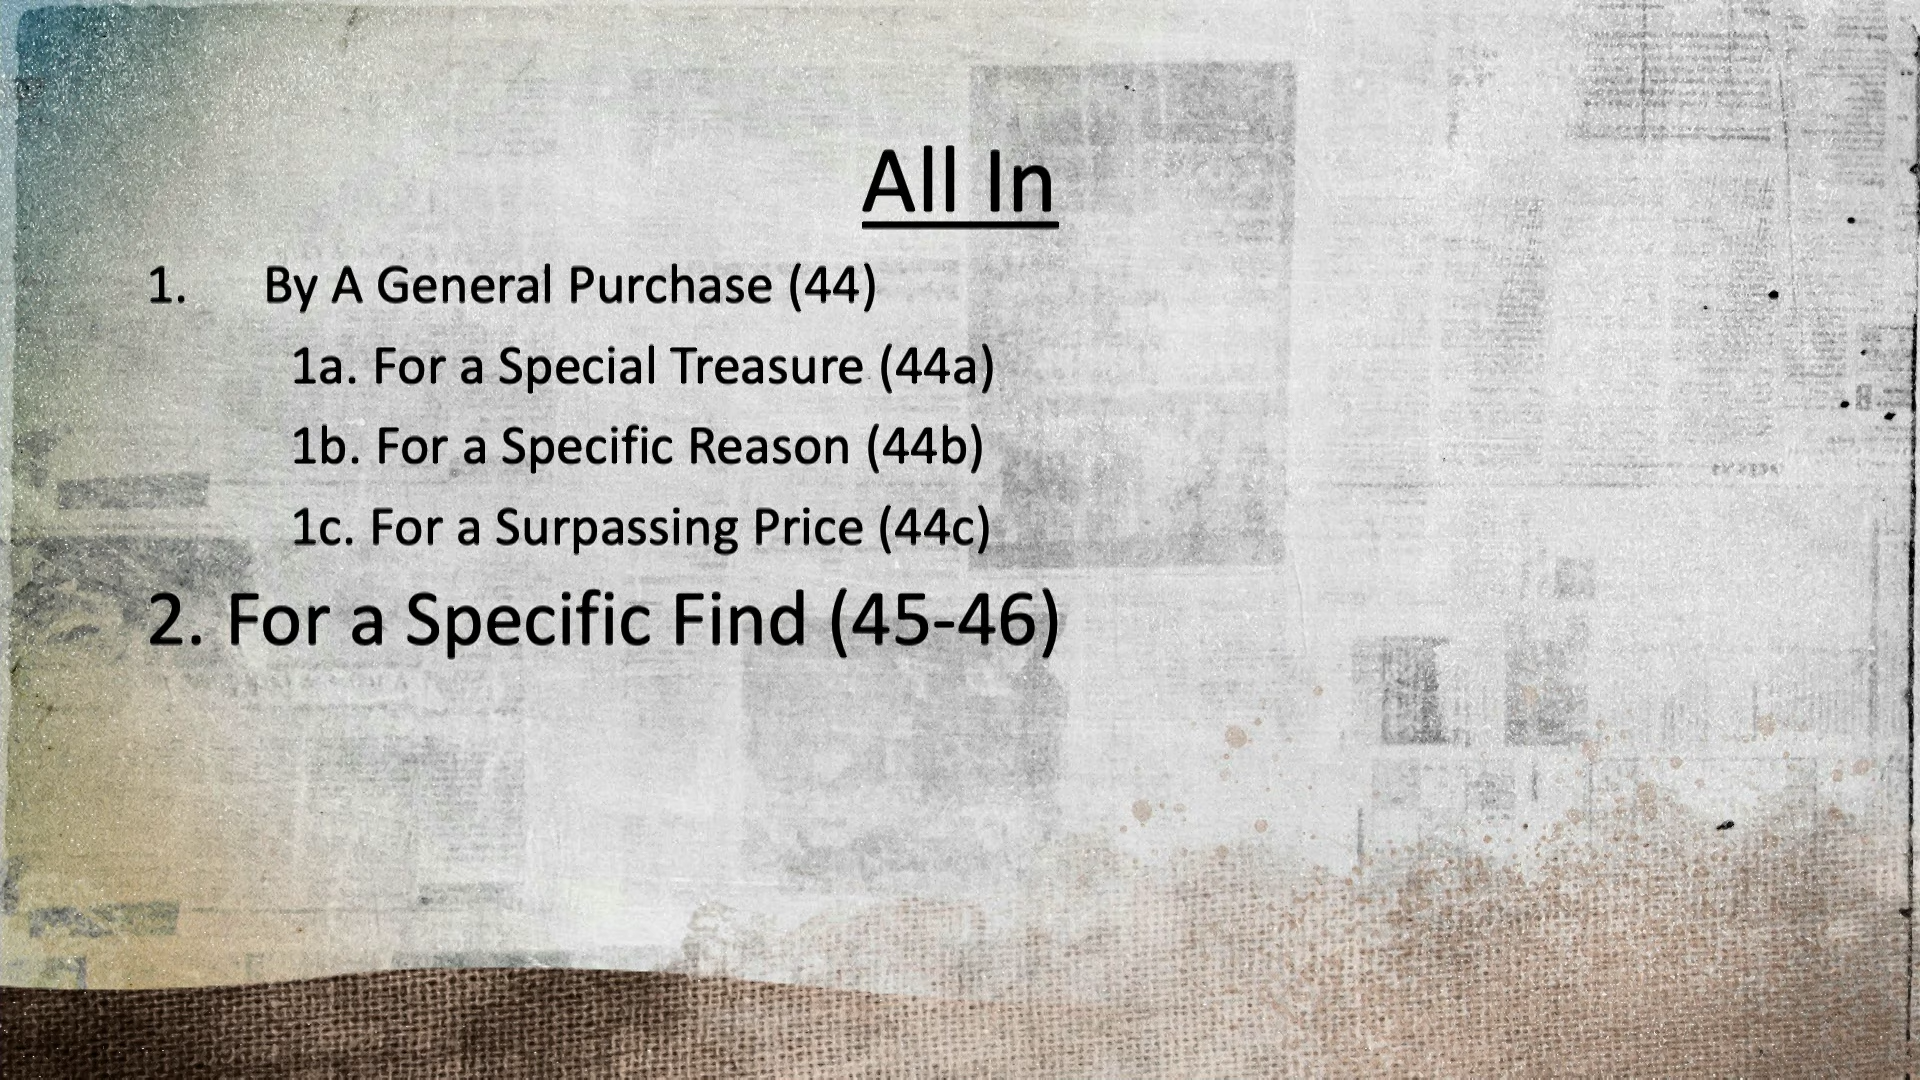 All In
1. By A General Purchase (44)
1a. For a Special Treasure (44a)
1b. For a Specific Reason (44b)
1c. For a Surpassing Price (44c)
2. For a Specific Find (45-46)